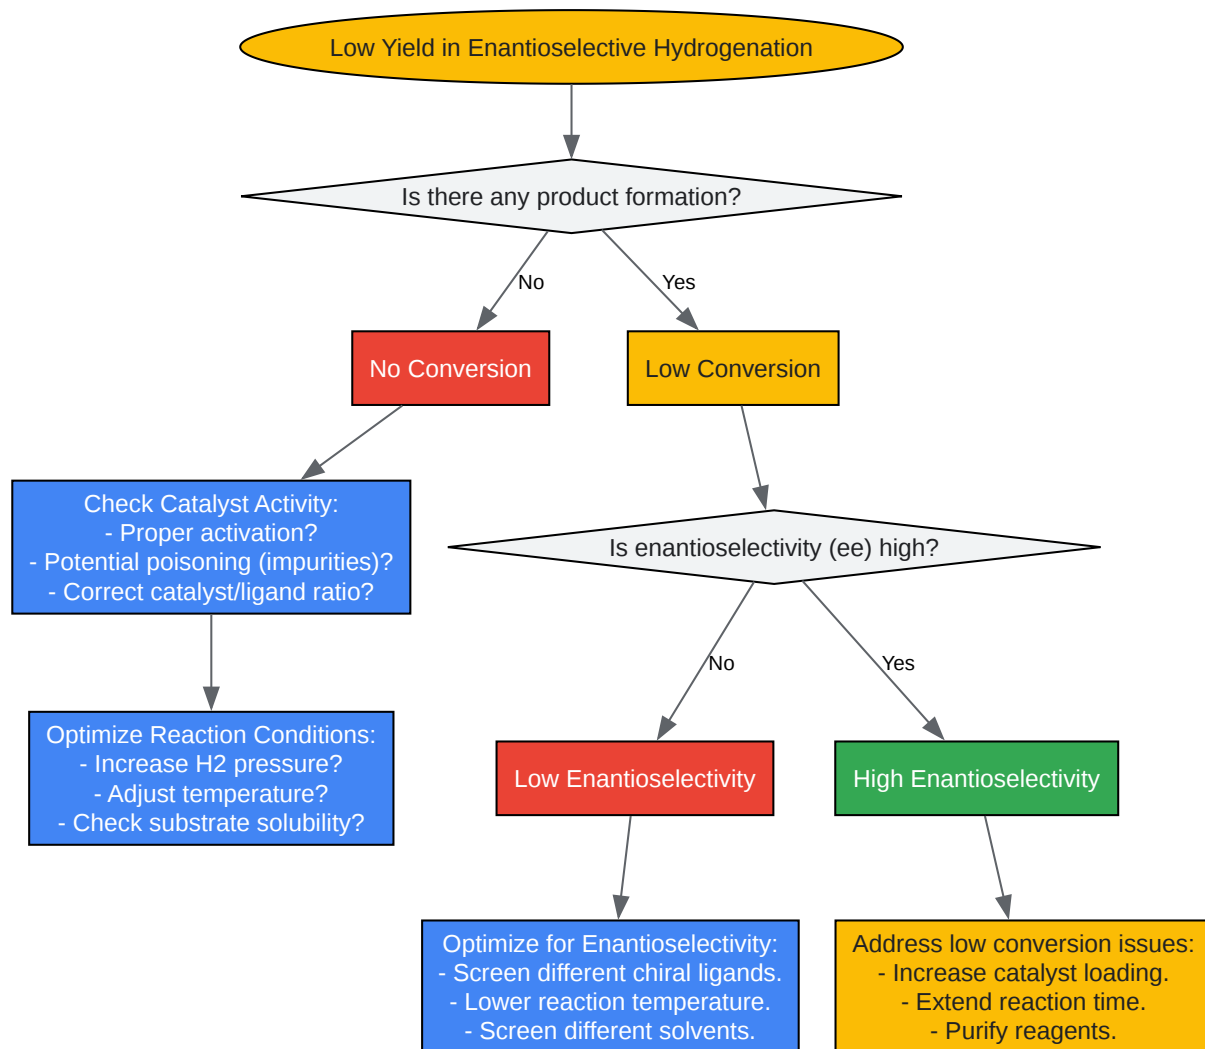 Low Yield in Enantioselective Hydrogenation
Is there any product formation?
No
Yes
No Conversion
Low Conversion
Check Catalyst Activity:
- Proper activation?
- Potential poisoning (impurities)?
- Correct catalyst/ligand ratio?
Is enantioselectivity (ee) high?
No
Yes
Optimize Reaction Conditions:
- Increase H2 pressure?
- Adjust temperature?
- Check substrate solubility?
Low Enantioselectivity
High Enantioselectivity
Optimize for Enantioselectivity:
- Screen different chiral ligands.
- Lower reaction temperature.
- Screen different solvents.
Address low conversion issues:
- Increase catalyst loading.
- Extend reaction time.
- Purify reagents.